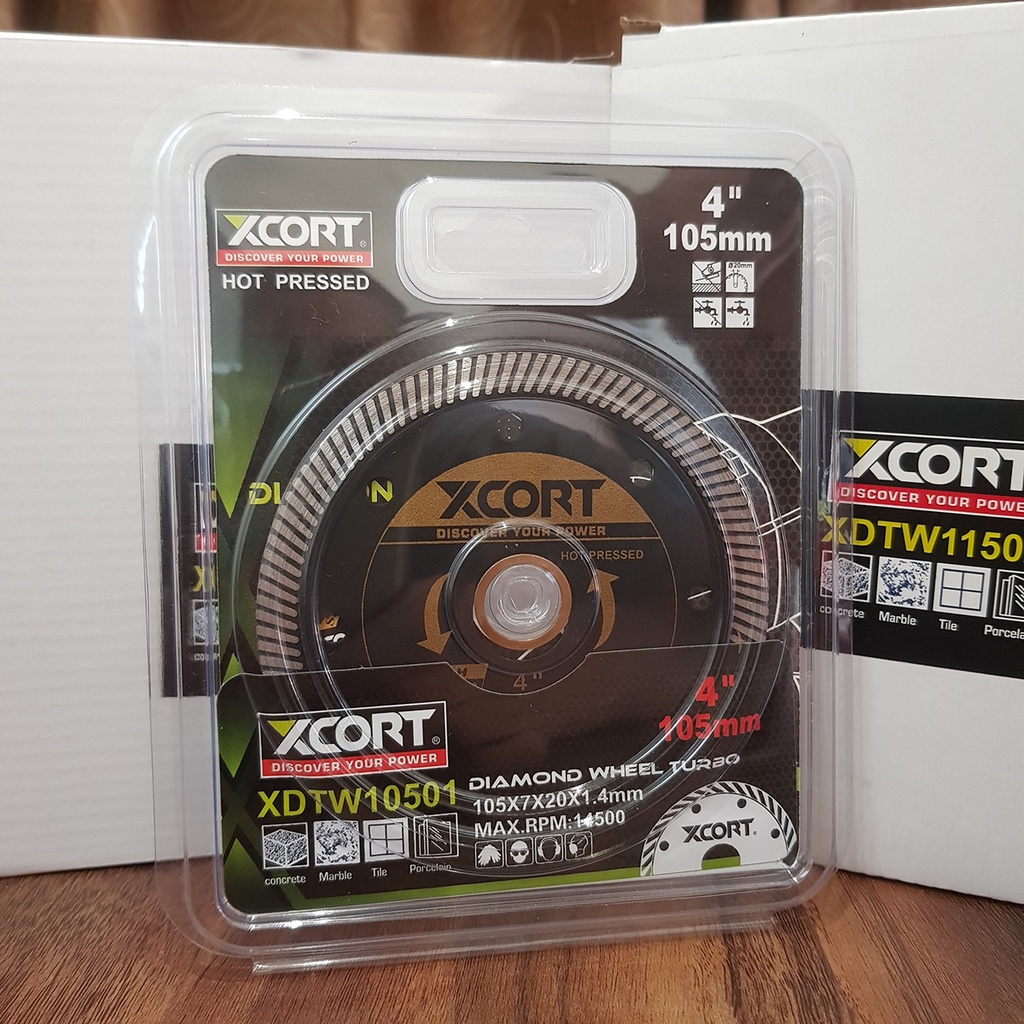 XCORT®
DISCOVER YOUR POWER
HOT PRESSED
4"
105mm
Ø20mm
XCORT
DISCOVER YOUR POWER
HOT PRESSED
4"
XCORT®
DISCOVER YOUR POWER
XDTW10501
concrete
Marble
Tile
Porcelain
4"
105mm
DIAMOND WHEEL TURBO
105X7X20X1.4mm
MAX.RPM:14500
XCORT®
XCORT
DISCOVER YOUR POWE
XDTW1150
concrete
Marble
Tile
Porcela